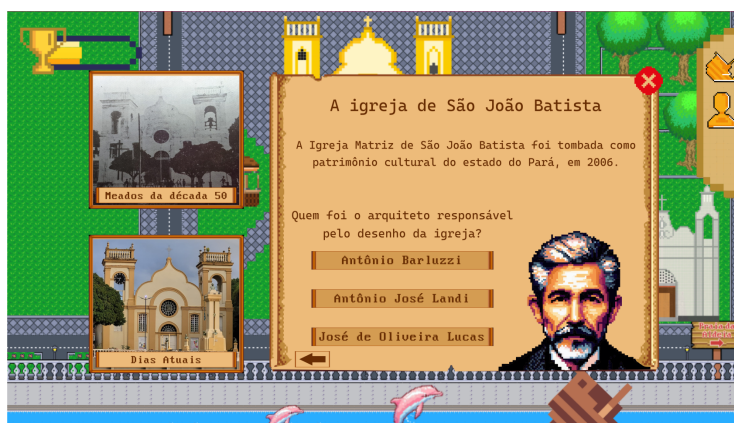 A igreja de São João Batista
A Igreja Matriz de São João Batista foi tombada como
patrimônio cultural do estado do Pará, em 2006.
Quem foi o arquiteto responsável
pelo desenho da igreja?
Antônio Barluzzi
Antônio José Landi
José de Oliveira Lucas
Meados da década 50
Dias Atuais